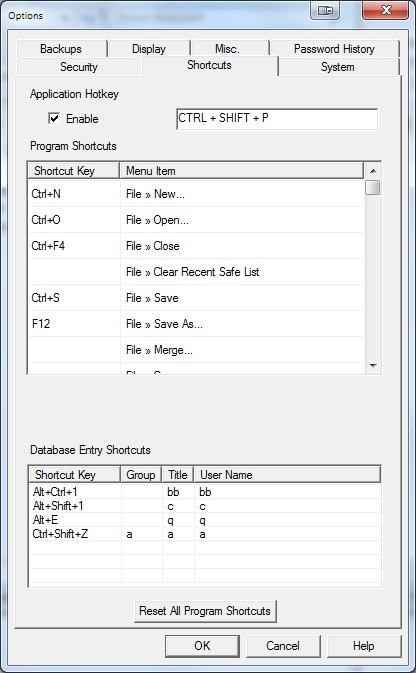 Options
Backups Display Misc. Password History
Security Shortcuts System
Application Hotkey
Enable CTRL + SHIFT + P
Program Shortcuts
Shortcut Key Menu Item
Ctrl+N File » New...
Ctrl+O File » Open...
Ctrl+F4 File » Close
File » Clear Recent Safe List
Ctrl+S File » Save
F12 File » Save As...
File » Merge...
Database Entry Shortcuts
Shortcut Key Group Title User Name
Alt+Ctrl+1 bb bb
Alt+Shift+1 c c
Alt+E q q
Ctrl+Shift+Z a a a
Reset All Program Shortcuts
OK Cancel Help